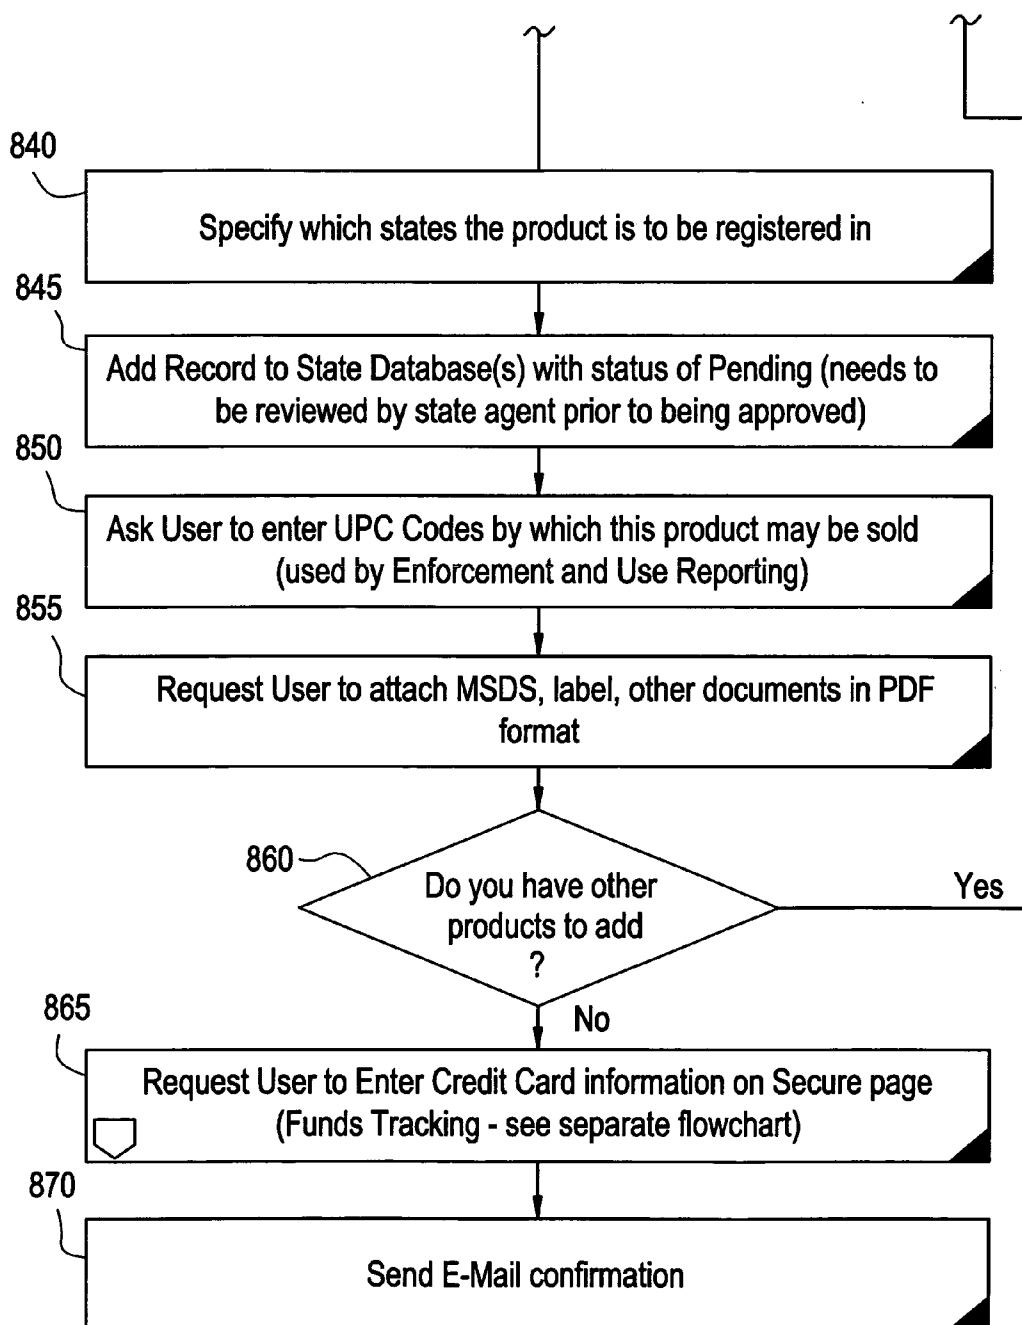 840
Specify which states the product is to be registered in
845
Add Record to State Database(s) with status of Pending (needs to
be reviewed by state agent prior to being approved)
850
Ask User to enter UPC Codes by which this product may be sold
(used by Enforcement and Use Reporting)
855
Request User to attach MSDS, label, other documents in PDF
format
860
Do you have other
products to add
?
Yes
No
865
Request User to Enter Credit Card information on Secure page
(Funds Tracking - see separate flowchart)
870
Send E-Mail confirmation